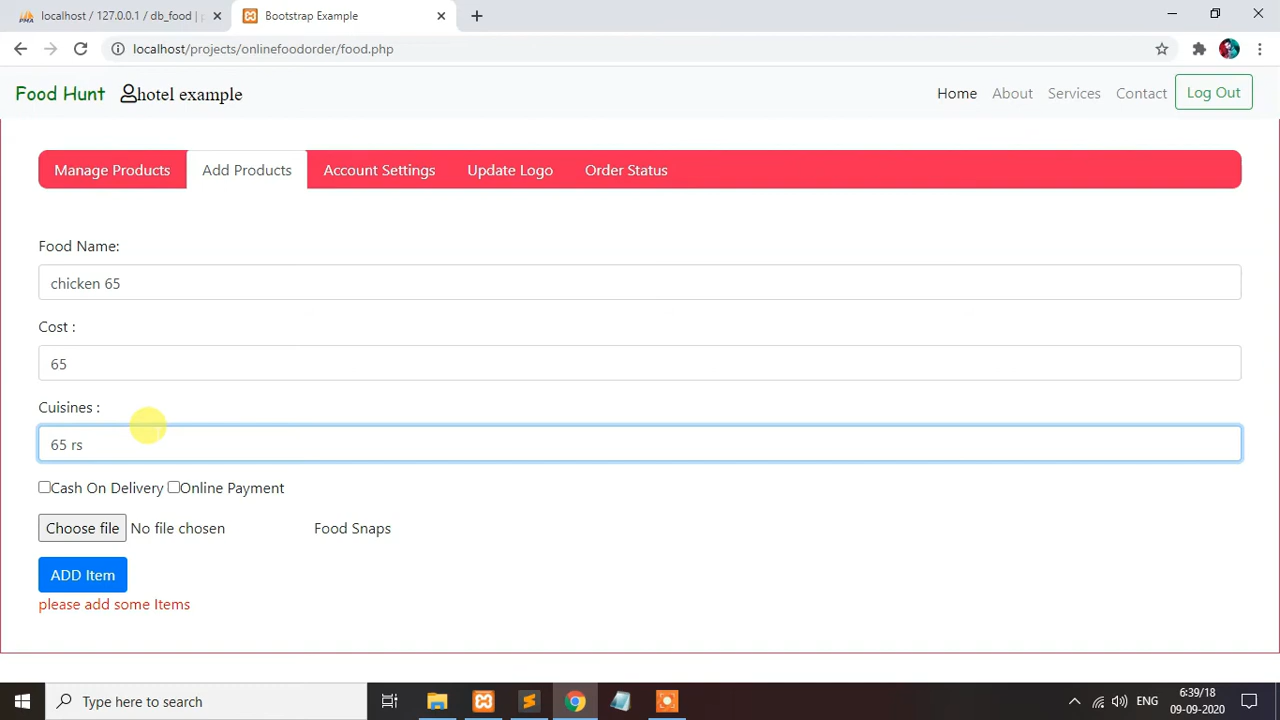 localhost / 127.0.0.1 / db_food | p
Bootstrap Example
localhost/projects/onlinefoodorder/food.php
Food Hunt hotel example Home About Services Contact Log Out
Manage Products Add Products Account Settings Update Logo Order Status
Food Name:
chicken 65
Cost :
65
Cuisines :
65 rs
Cash On Delivery Online Payment
Choose file No file chosen Food Snaps
ADD Item
please add some Items
Type here to search
ENG
6:39/18
09-09-2020